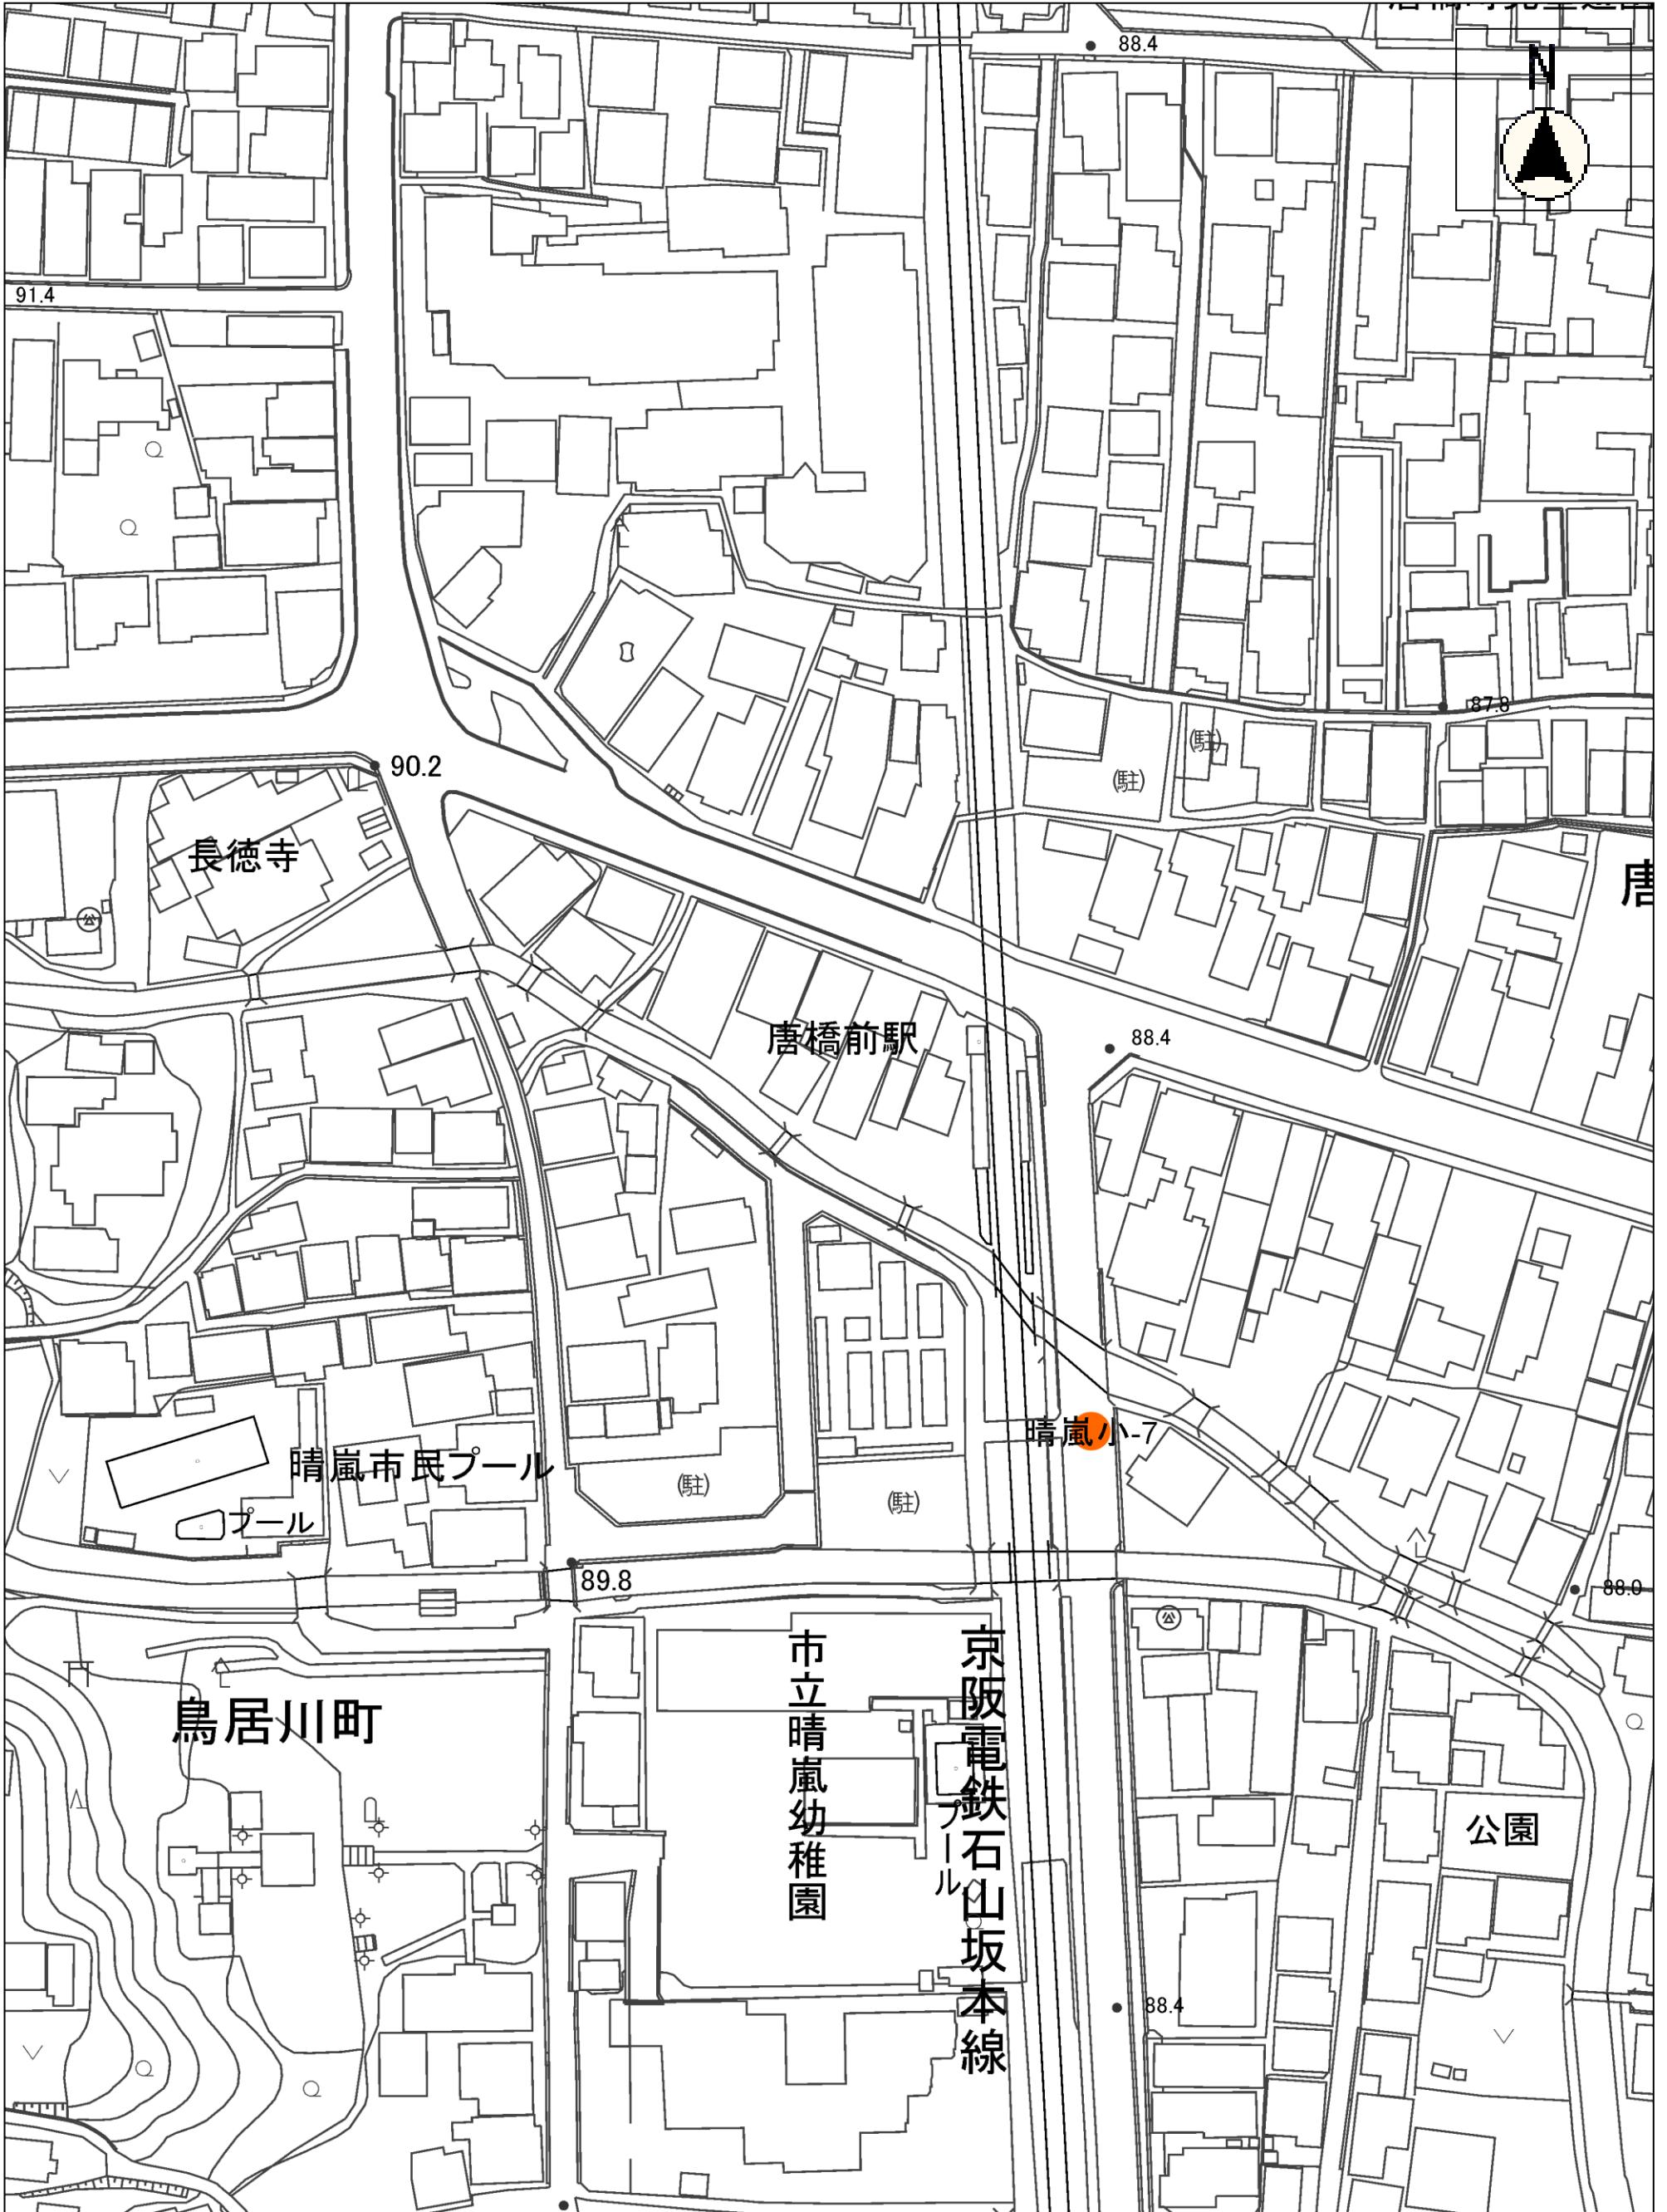 88.4
N
91.4
87.8
90.2
(駐)
(駐)
長徳寺
唐
唐橋前駅
88.4
晴嵐小-7
晴嵐市民プール
(駐)
(駐)
プール
89.8
88.0
市立晴嵐幼稚園
京阪電鉄石山坂本線
鳥居川町
プール
公園
88.4